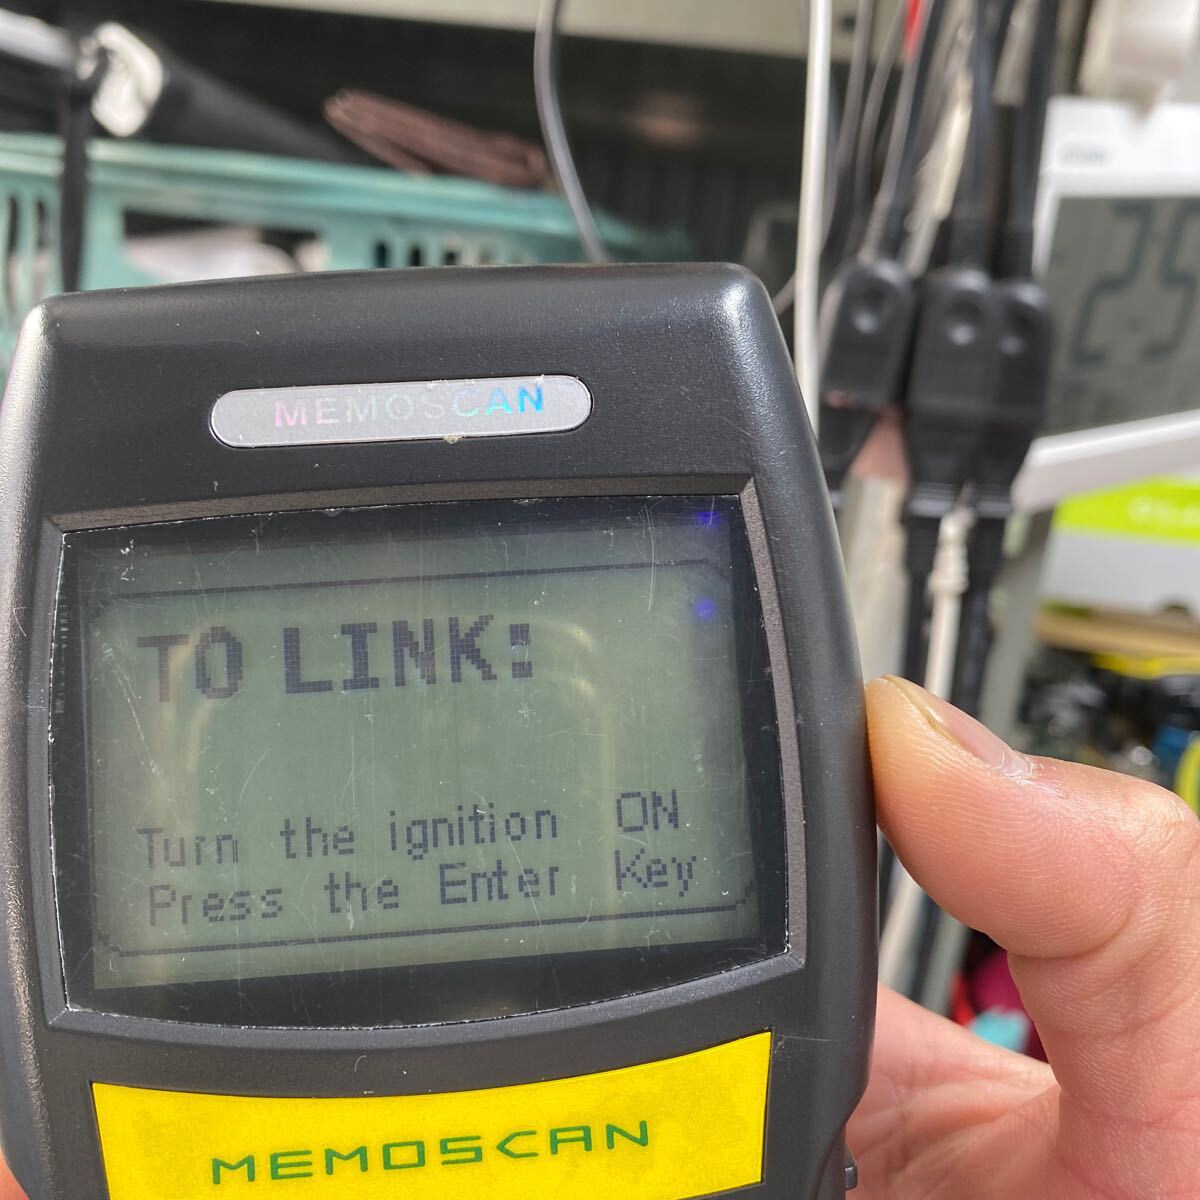 MEMOSCAN
TO LINK:
Turn the ignition ON
Press the Enter Key
MEMOSCAN